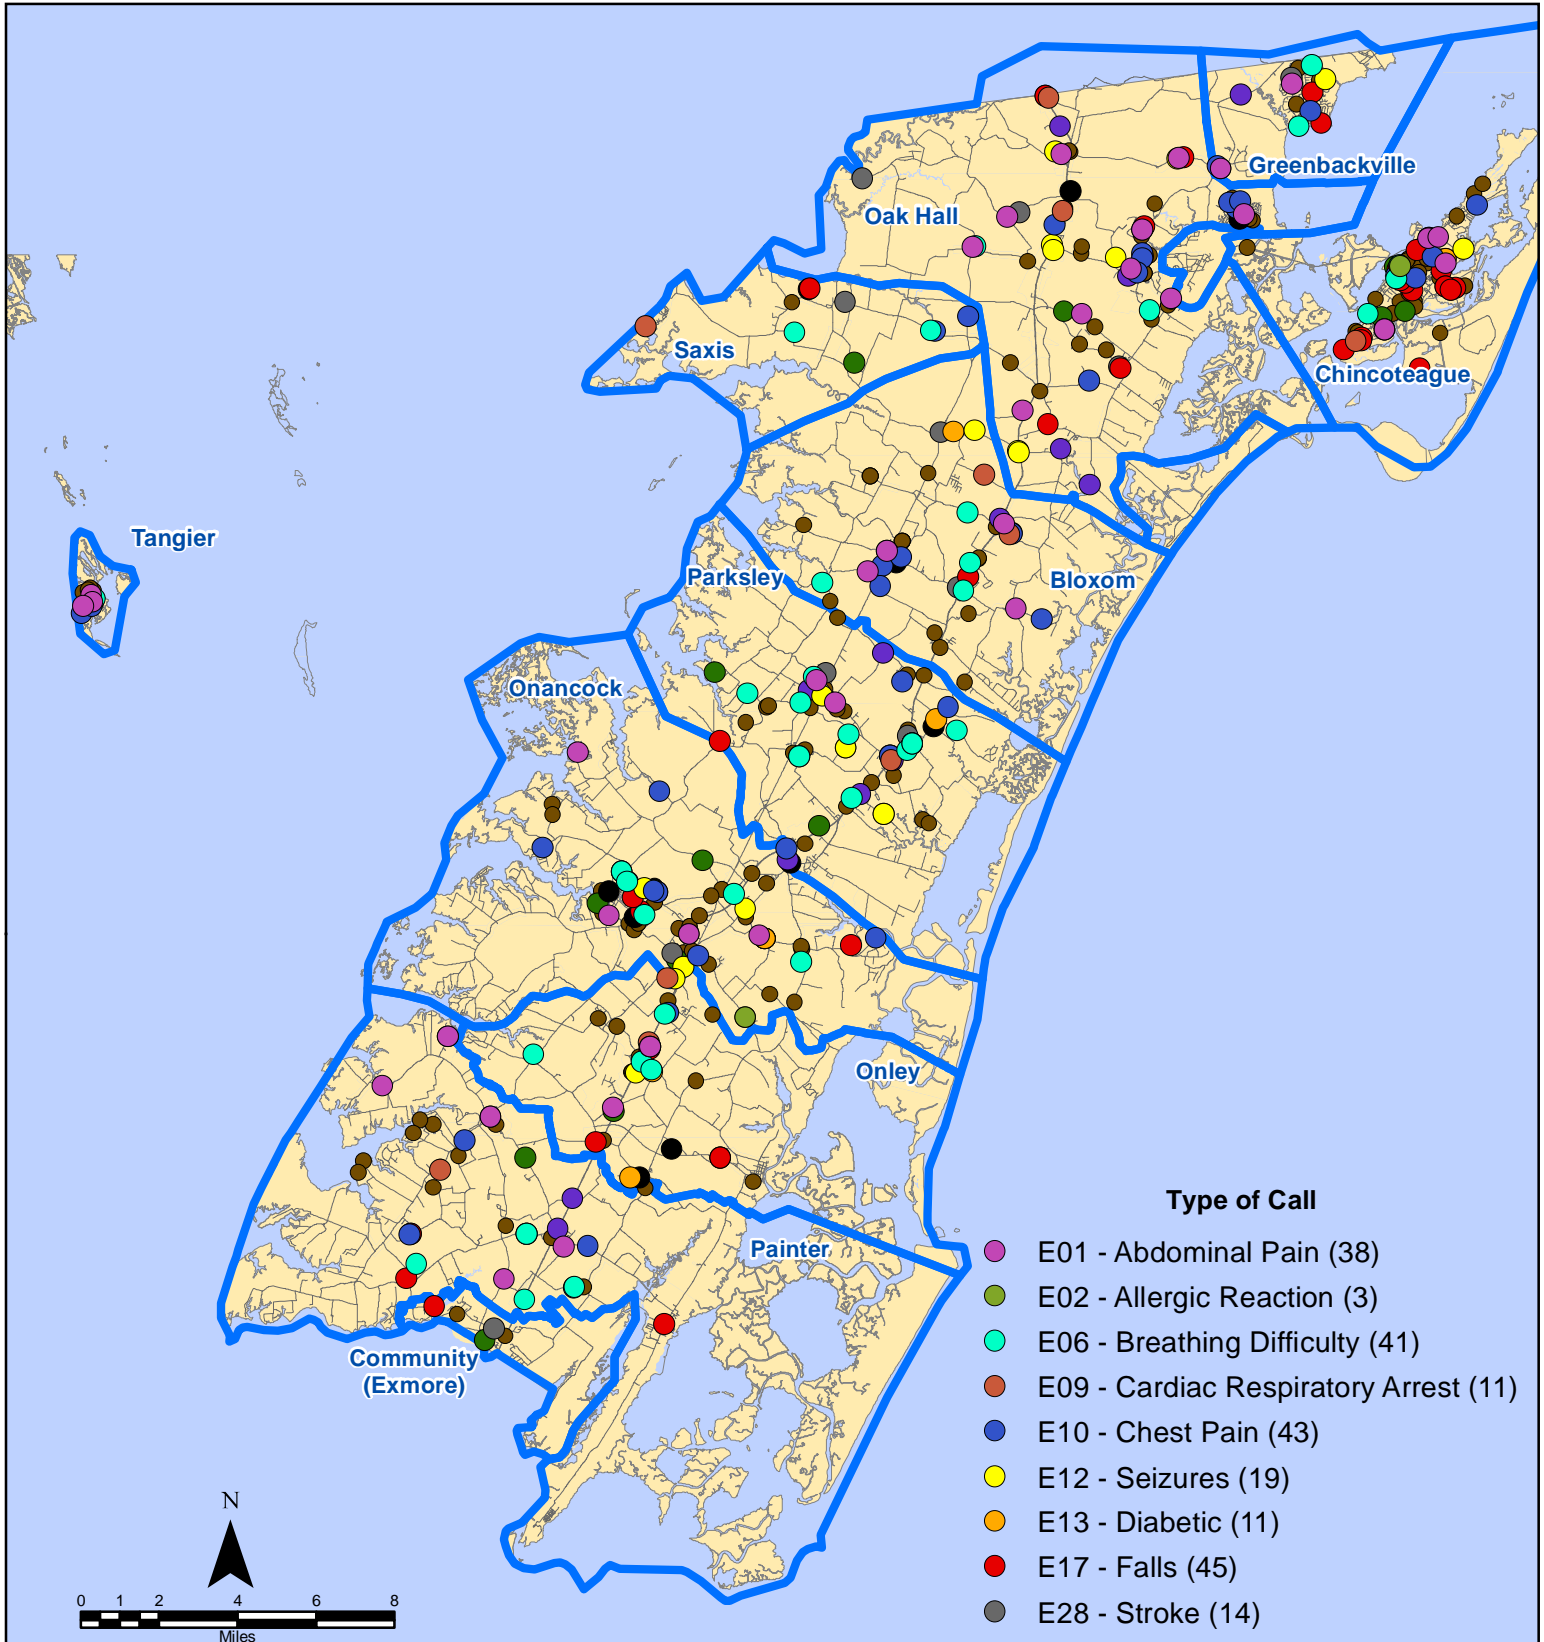 Greenbackville
Oak Hall
Saxis
Chincoteague
Tangier
Parksley
Bloxom
Onancock
Onley
Painter
Community
(Exmore)
Type of Call
E01 - Abdominal Pain (38)
E02 - Allergic Reaction (3)
E06 - Breathing Difficulty (41)
E09 - Cardiac Respiratory Arrest (11)
E10 - Chest Pain (43)
E12 - Seizures (19)
E13 - Diabetic (11)
E17 - Falls (45)
E28 - Stroke (14)
N
0 1 2 4 6 8
Miles